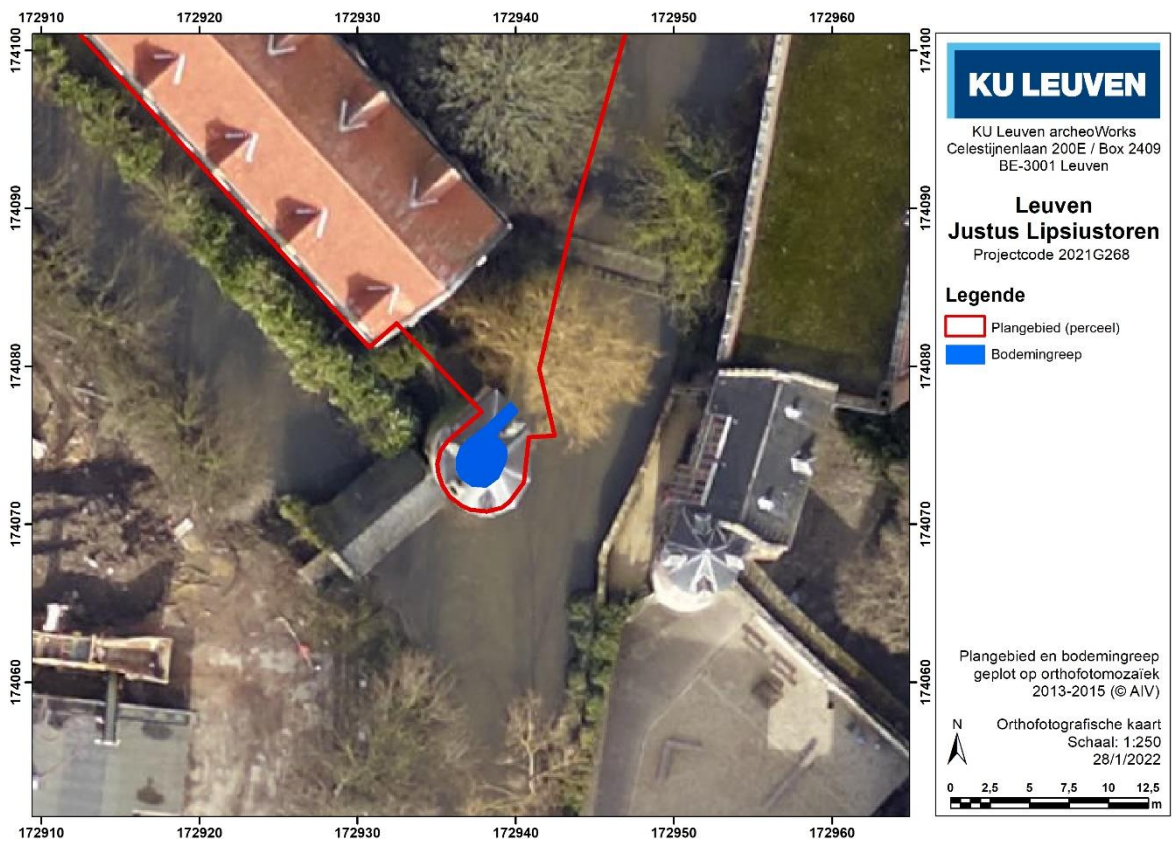 172910 172920 172930 172940 172950 172960
174100 174090 174080 174070 174060
174100 174090 174080 174070 174060
172910 172920 172930 172940 172950 172960
KU LEUVEN
KU Leuven archeoWorks
Celestijnenlaan 200E / Box 2409
BE-3001 Leuven
Leuven
Justus Lipsiustoren
Projectcode 2021G268
Legende
Plangebied (perceel)
Bodemingreep
Plangebied en bodemingreep
geplot op orthofotomozaïek
2013-2015 (© AIV)
N
Orthofotografische kaart
Schaal: 1:250
28/1/2022
0 2,5 5 7,5 10 12,5
m